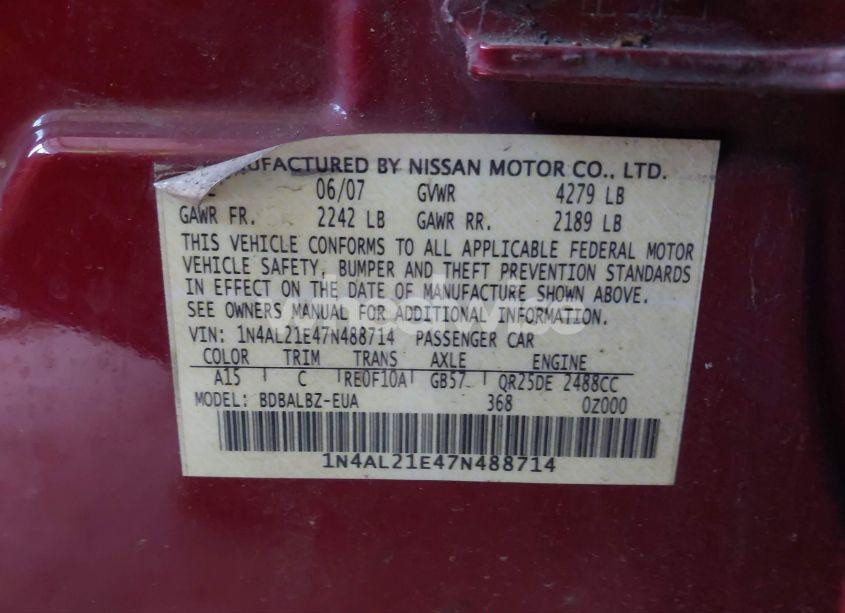 UFACTURED BY NISSAN MOTOR CO., LTD.
06/07 GVWR 4279 LB
GAWR FR. 2242 LB GAWR RR. 2189 LB
THIS VEHICLE CONFORMS TO ALL APPLICABLE FEDERAL MOTOR
VEHICLE SAFETY, BUMPER AND THEFT PREVENTION STANDARDS
IN EFFECT ON THE DATE OF MANUFACTURE SHOWN ABOVE.
SEE OWNERS MANUAL FOR ADDITIONAL INFORMATION.
VIN: 1N4AL21E47N488714 PASSENGER CAR
COLOR TRIM TRANS AXLE ENGINE
A15 C RE0F10A GB57 QR25DE 2488CC
MODEL: BDBALBZ-EUA 368 0Z000
1N4AL21E47N488714